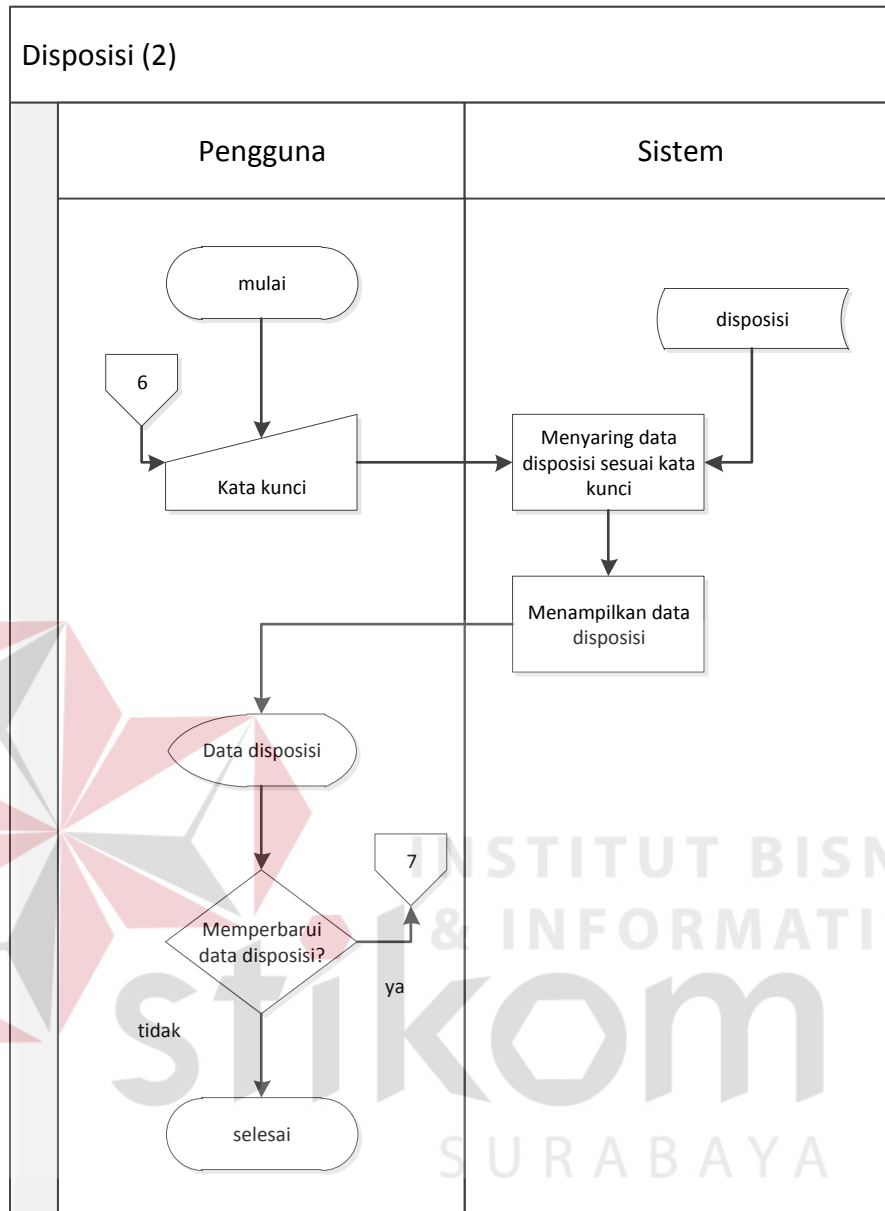 Disposisi (2)
Pengguna
Sistem
mulai
disposisi
6
Kata kunci
Menyaring data
disposisi sesuai kata
kunci
Menampilkan data
disposisi
Data disposisi
7
Memperbarui
data disposisi?
ya
tidak
selesai
INSTITUT BISN
& INFORMATI
stikom
SURABAYA